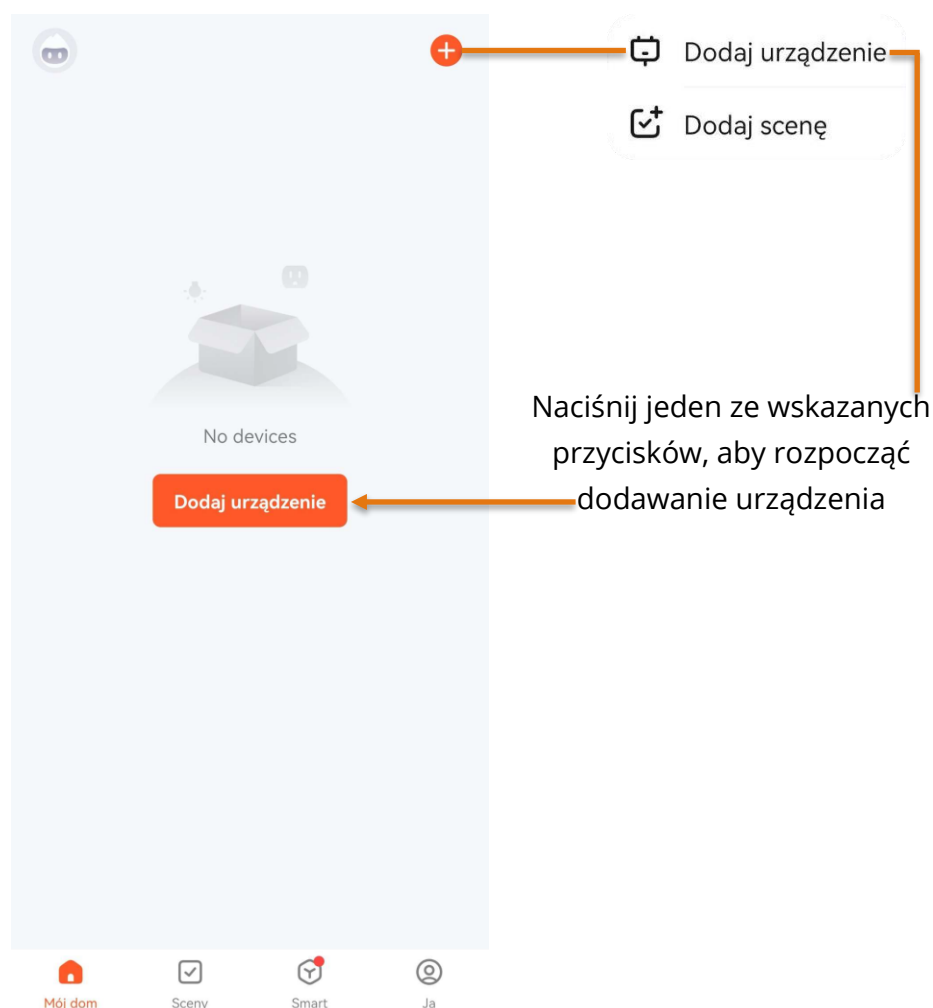 Dodaj urządzenie
Dodaj scenę
Naciśnij jeden ze wskazanych
przycisków, aby rozpocząć
dodawanie urządzenia
No devices
Dodaj urządzenie
Mój dom
Sceny
Smart
Ja